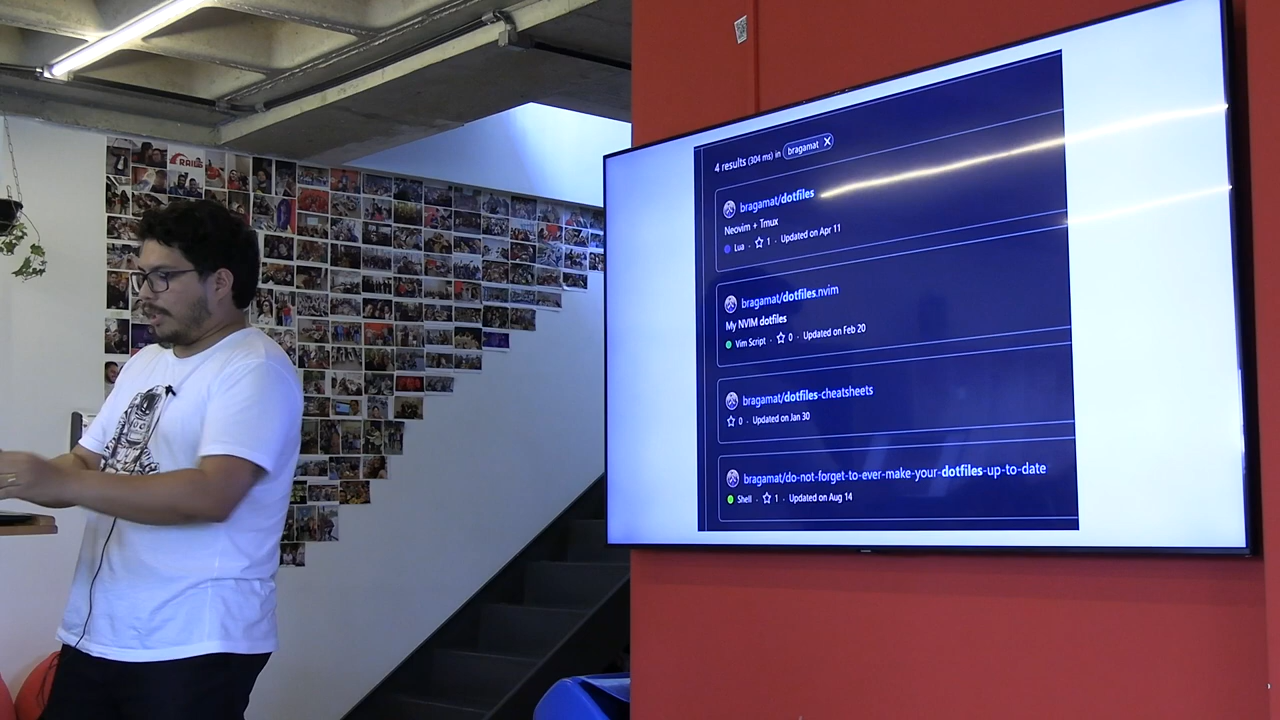 RAILS
4 results (304 ms) in bragamat X
bragamat/dotfiles
Neovim + Tmux
Lua · 1 · Updated on Apr 11
bragamat/dotfiles.nvim
My NVIM dotfiles
Vim Script · 0 · Updated on Feb 20
bragamat/dotfiles-cheatsheets
0 · Updated on Jan 30
bragamat/do-not-forget-to-ever-make-your-dotfiles-up-to-date
Shell · 1 · Updated on Aug 14